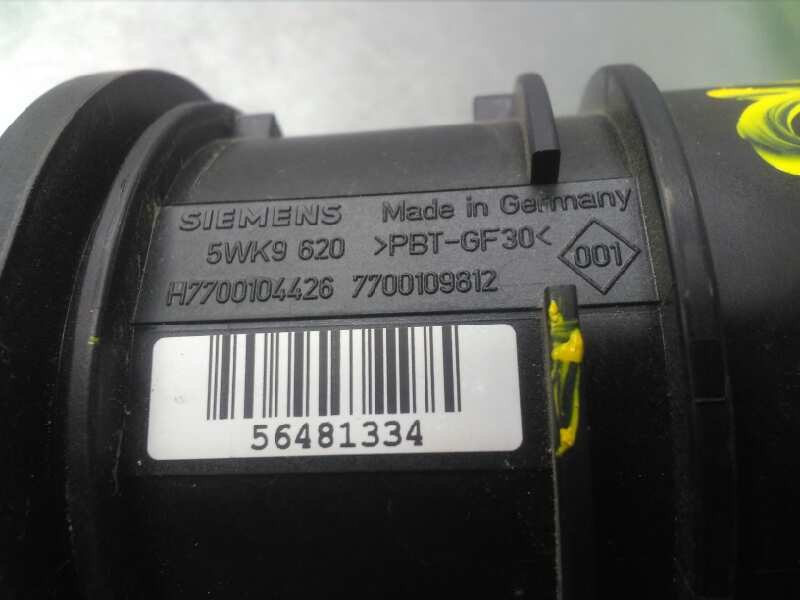 SIEMENS Made in Germany
5WK9 620 >PBT-GF30< 001
H7700104426 7700109812
56481334